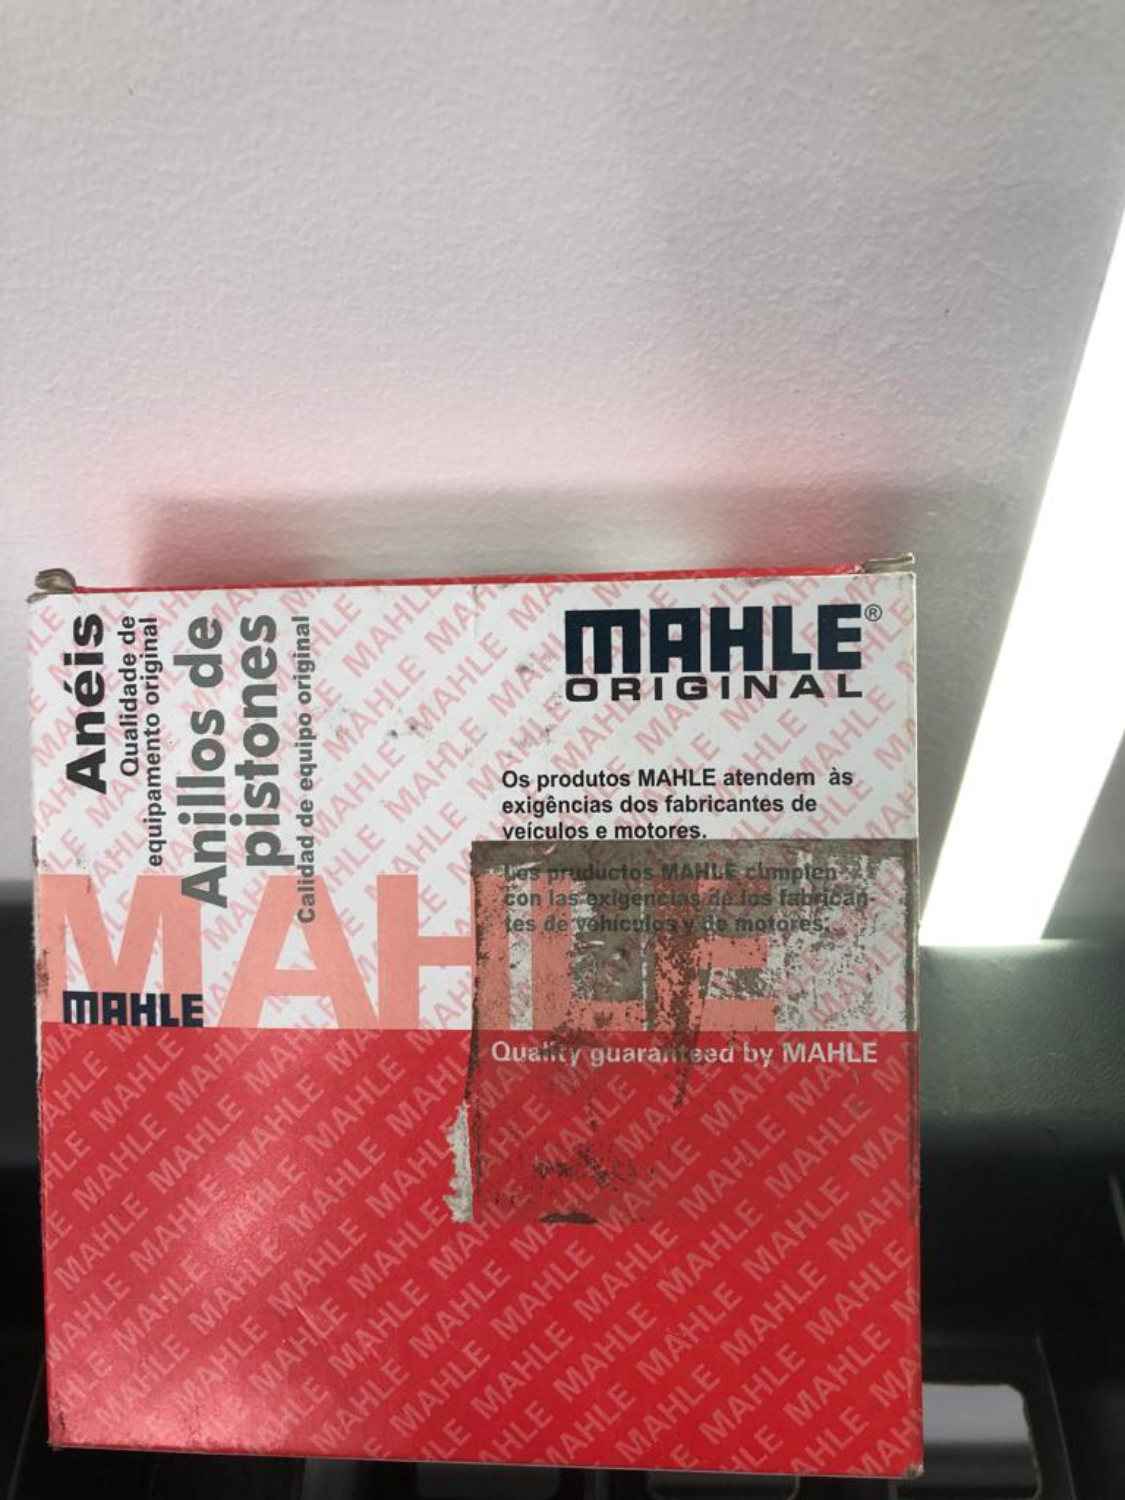 Anéis
Qualidade de
equipamento original
Anillos de
pistones
Calidad de equipo original
MAHLE®
ORIGINAL
Os produtos MAHLE atendem às
exigências dos fabricantes de
veículos e motores.
Los productos MAHLE cumplen
con las exigencias de los fabrican-
tes de vehículos y de motores.
MAHLE
MAHLE
Quality guaranteed by MAHLE